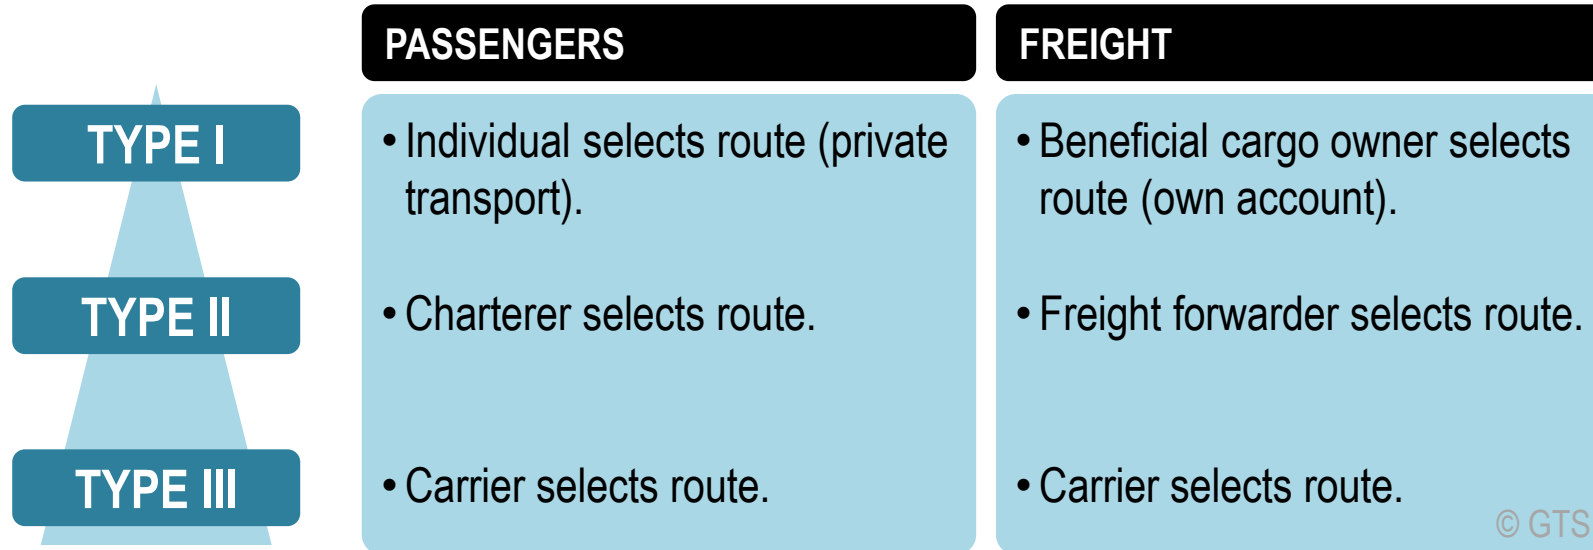 PASSENGERS
FREIGHT
TYPE I
• Individual selects route (private
transport).
• Beneficial cargo owner selects
route (own account).
TYPE II
• Charterer selects route.
• Freight forwarder selects route.
TYPE III
• Carrier selects route.
• Carrier selects route.
© GTS